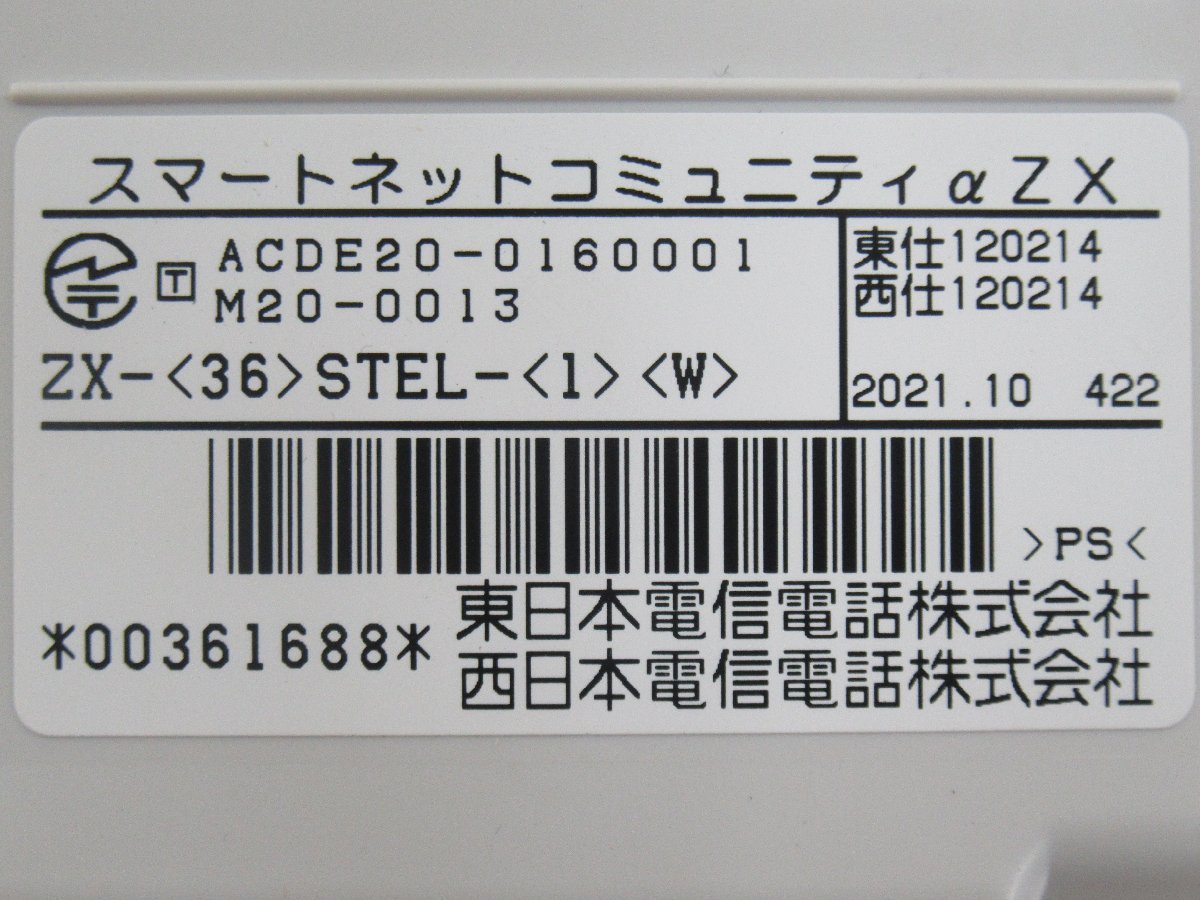 スマートネットコミュニティαZX
T ACDE20-0160001
M20-0013
ZX-<36>STEL-<1><W>
東仕120214
西仕120214
2021.10 422
>PS<
*00361688*
東日本電信電話株式会社
西日本電信電話株式会社